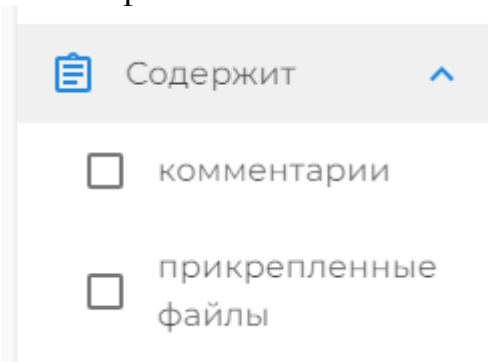 Содержит
комментарии
прикрепленные
файлы